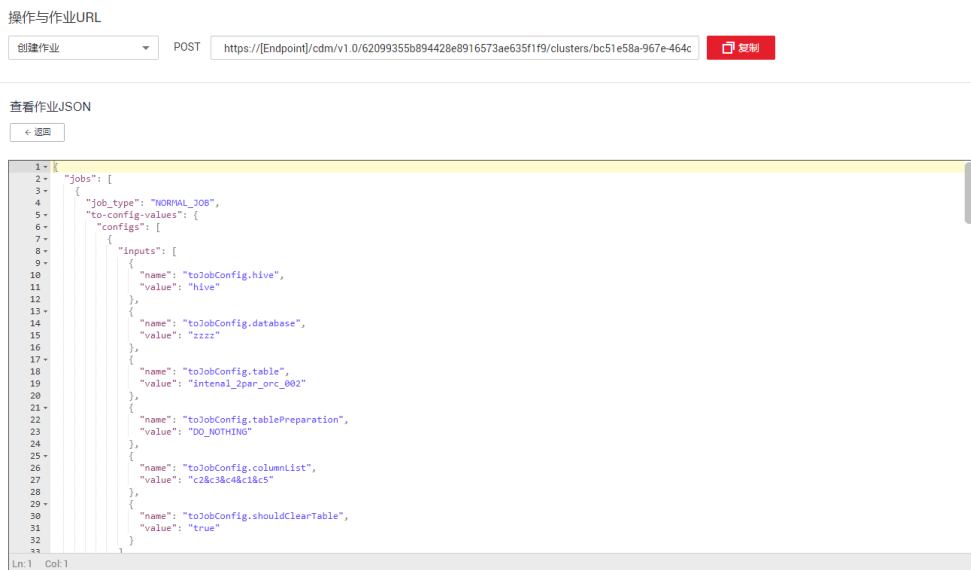 操作与作业URL
创建作业 POST https://[Endpoint]/cdm/v1.0/62099355b894428e8916573ae635f1f9/clusters/bc51e58a-967e-464c 复制
查看作业JSON
← 返回
1 {
2 "jobs": [
3 {
4 "job_type": "NORMAL_JOB",
5 "to-config-values": {
6 "configs": [
7 {
8 "inputs": [
9 {
10 "name": "toJobConfig.hive",
11 "value": "hive"
12 },
13 {
14 "name": "toJobConfig.database",
15 "value": "zzzz"
16 },
17 {
18 "name": "toJobConfig.table",
19 "value": "intenal_2par_orc_002"
20 },
21 {
22 "name": "toJobConfig.tablePreparation",
23 "value": "DO_NOTHING"
24 },
25 {
26 "name": "toJobConfig.columnList",
27 "value": "c2&c3&c4&c1&c5"
28 },
29 {
30 "name": "toJobConfig.shouldClearTable",
31 "value": "true"
32 }
33 ]
Ln: 1 Col: 1